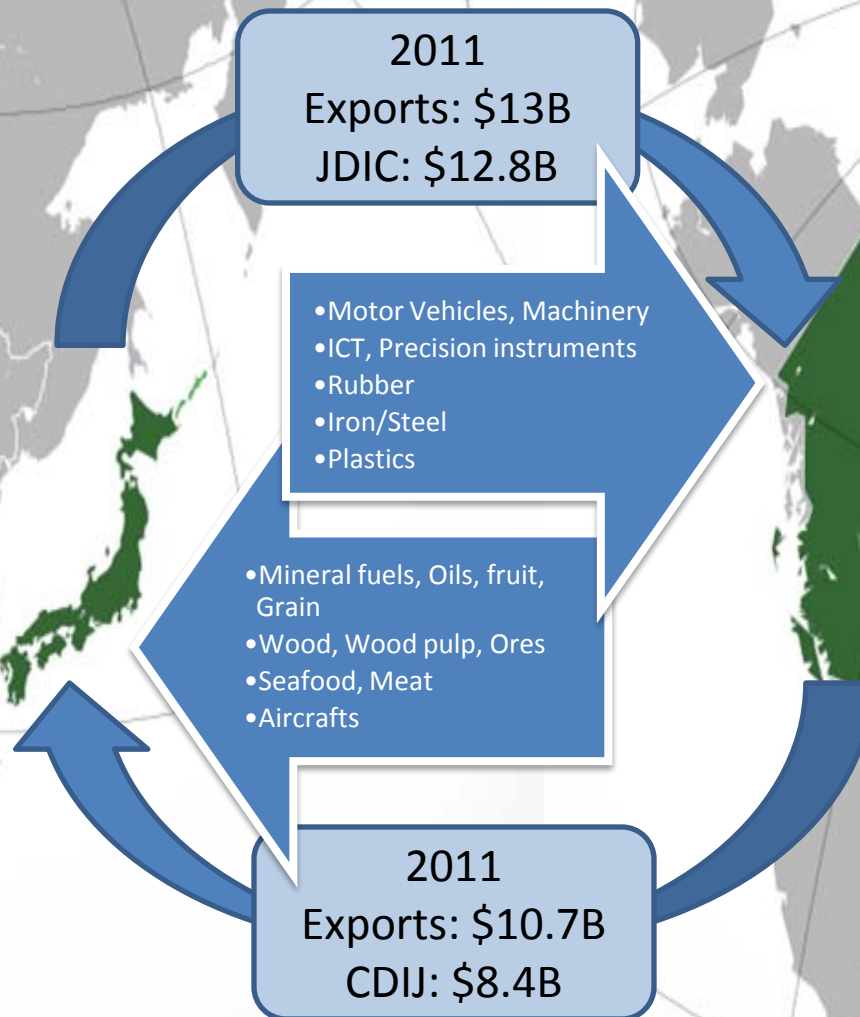 2011
Exports: $13B
JDIC: $12.8B
•Motor Vehicles, Machinery
•ICT, Precision instruments
•Rubber
•Iron/Steel
•Plastics
•Mineral fuels, Oils, fruit,
Grain
•Wood, Wood pulp, Ores
•Seafood, Meat
•Aircrafts
2011
Exports: $10.7B
CDIJ: $8.4B